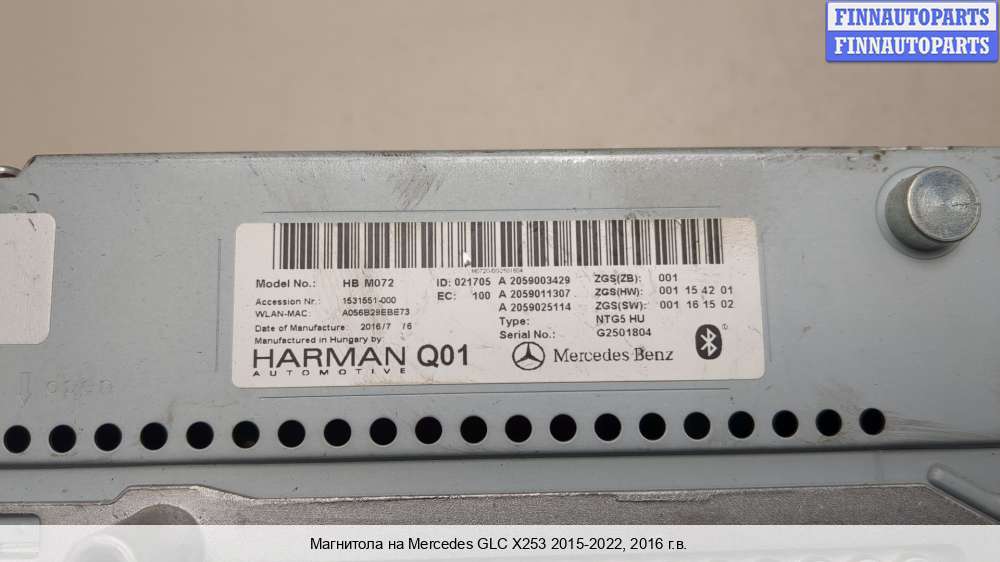 FINNAUTOPARTS
FINNAUTOPARTS
Model No.: HB M072 ID: 021705 A 2059003429 ZGS(ZB): 001
EC: 100 A 2059011307 ZGS(HW): 001 15 42 01
Accession Nr.: 1531551-000 A 2059025114 ZGS(SW): 001 16 15 02
WLAN-MAC: A056B29EBE73 Type: NTG5 HU
Date of Manufacture: 2016/7 /6 Serial No.: G2501804
Manufactured in Hungary by:
HARMAN Q01 Mercedes Benz
AUTOMOTIVE
open
Магнитола на Mercedes GLC X253 2015-2022, 2016 г.в.